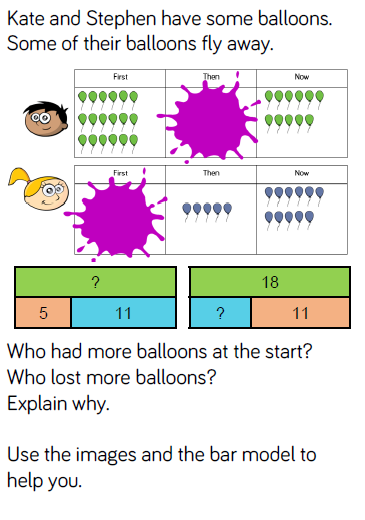 Kate and Stephen have some balloons.
Some of their balloons fly away.
First Then Now
First Then Now
?
5 11
18
? 11
Who had more balloons at the start?
Who lost more balloons?
Explain why.
Use the images and the bar model to
help you.